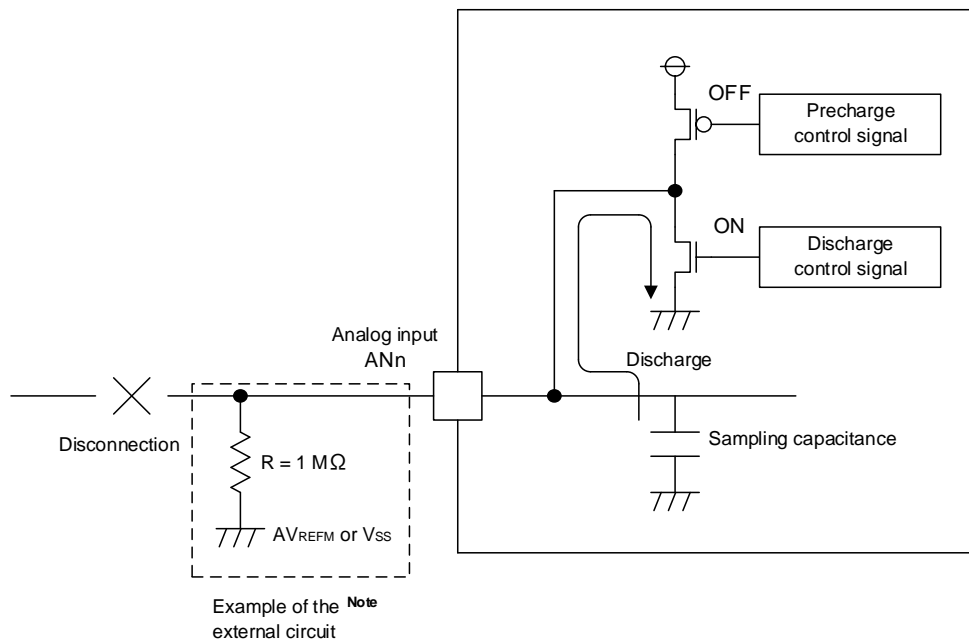 OFF
Precharge
control signal
ON
Discharge
control signal
Analog input
ANn
Discharge
Disconnection
R = 1 MΩ
Sampling capacitance
AVREFM or VSS
Example of the Note
external circuit